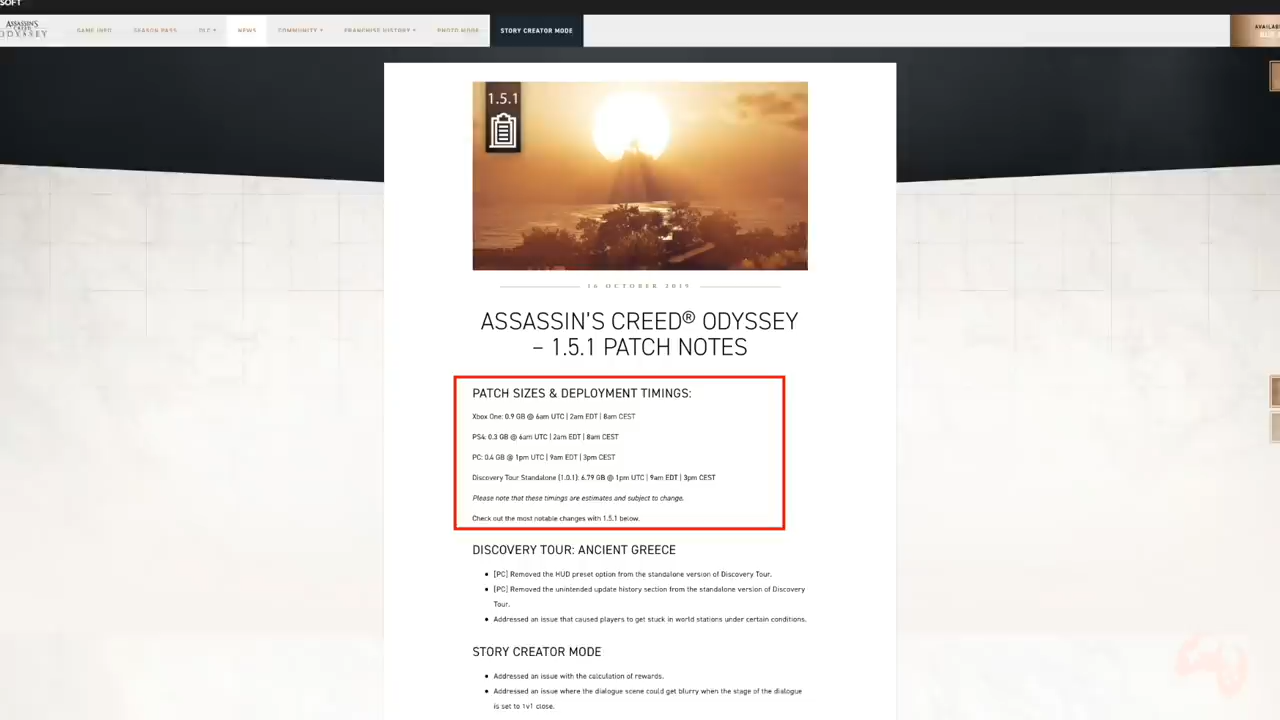 SOFT
ASSASSIN'S CREED ODYSSEY
GAME INFO SEASON PASS DLC NEWS COMMUNITY FRANCHISE HISTORY PHOTO MODE STORY CREATOR MODE
1.5.1
16 OCTOBER 2019
ASSASSIN'S CREED® ODYSSEY
– 1.5.1 PATCH NOTES
PATCH SIZES & DEPLOYMENT TIMINGS:
Xbox One: 0.9 GB @ 6am UTC | 2am EDT | 8am CEST
PS4: 0.3 GB @ 6am UTC | 2am EDT | 8am CEST
PC: 0.4 GB @ 1pm UTC | 9am EDT | 3pm CEST
Discovery Tour Standalone (1.0.1): 6.79 GB @ 1pm UTC | 9am EDT | 3pm CEST
Please note that these timings are estimates and subject to change.
Check out the most notable changes with 1.5.1 below.
DISCOVERY TOUR: ANCIENT GREECE
• [PC] Removed the HUD preset option from the standalone version of Discovery Tour.
• [PC] Removed the unintended update history section from the standalone version of Discovery
Tour.
• Addressed an issue that caused players to get stuck in world stations under certain conditions.
STORY CREATOR MODE
• Addressed an issue with the calculation of rewards.
• Addressed an issue where the dialogue scene could get blurry when the stage of the dialogue
is set to 1v1 close.